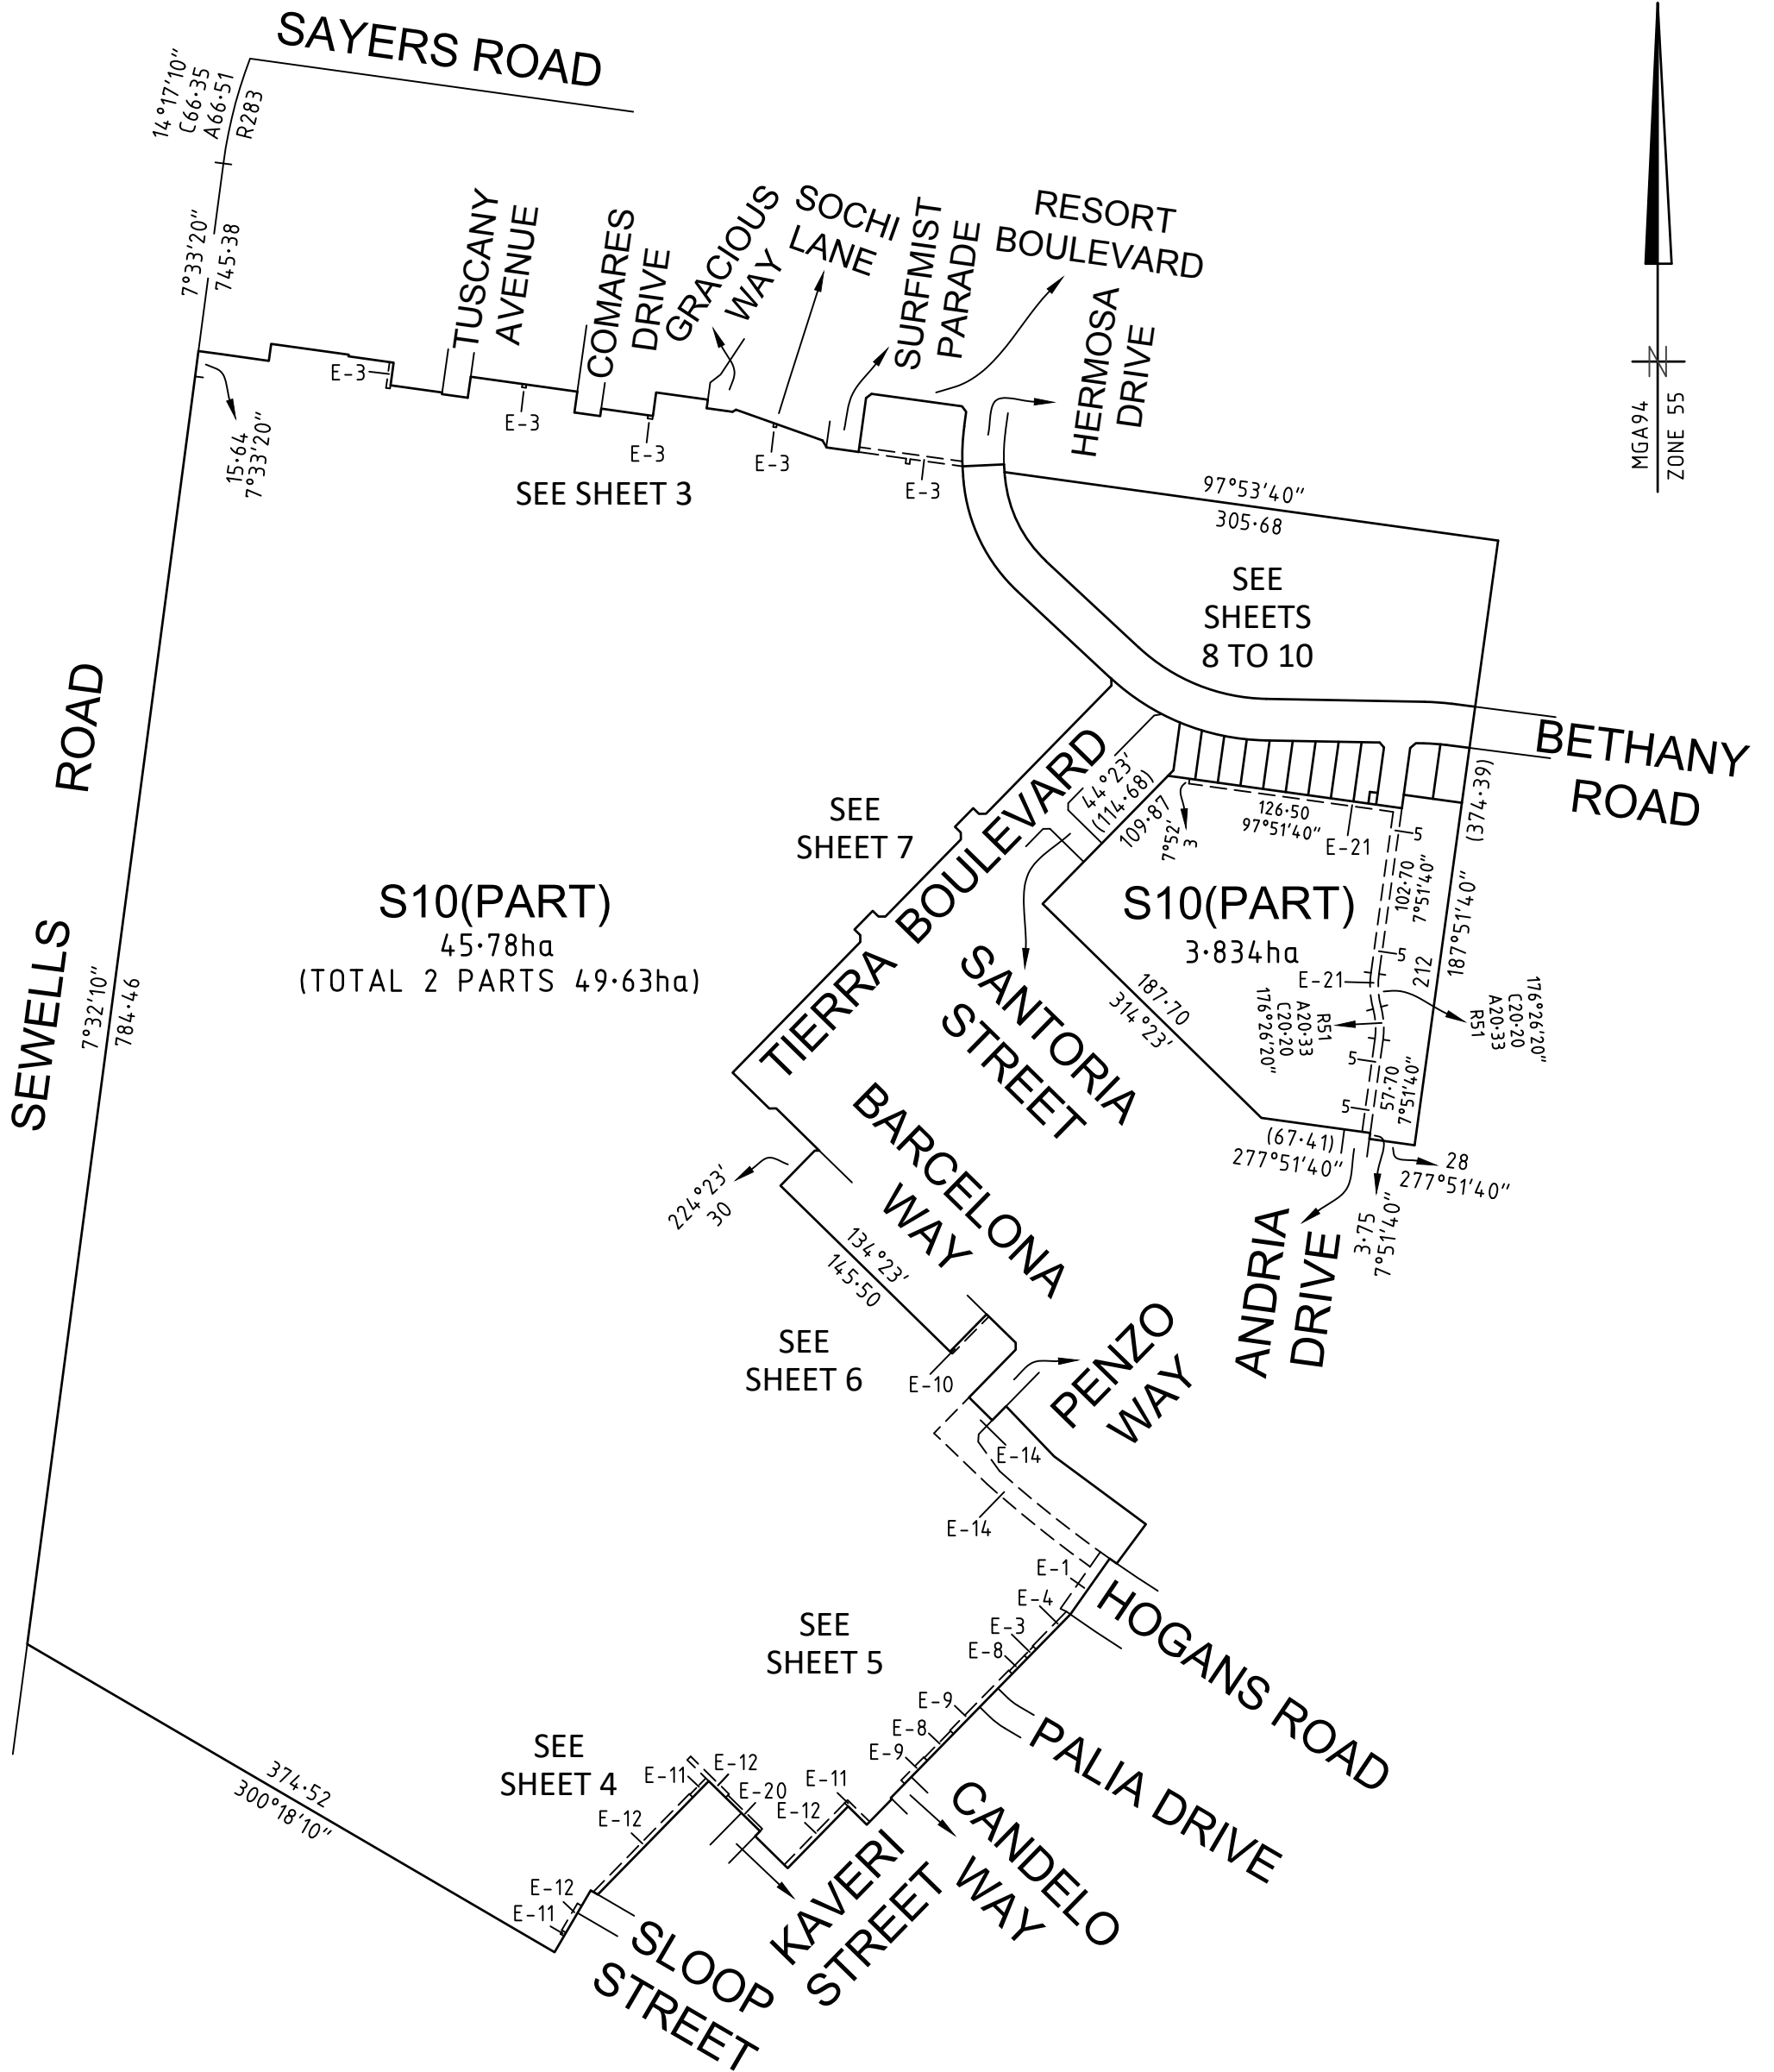 SAYERS ROAD
14°17'10"
C66·35
A66·51
R283
7°33'20"
745·38
TUSCANY
AVENUE
COMARES
DRIVE
GRACIOUS
WAY
SOCHI
LANE
SURFMIST
PARADE
RESORT
BOULEVARD
HERMOSA
DRIVE
MGA94
ZONE 55
N
E-3
E-3
E-3
E-3
E-3
15·64
7°33'20"
SEE SHEET 3
97°53'40"
305·68
SEE
SHEETS
8 TO 10
BETHANY
ROAD
SEWELLS ROAD
7°32'10"
784·46
S10(PART)
45·78ha
(TOTAL 2 PARTS 49·63ha)
SEE
SHEET 7
TIERRA BOULEVARD
44°23'
(114·68)
109·87
7°52'
3
126·50
97°51'40"
E-21
5
102·70
7°51'40"
(374·39)
187°51'40"
212
S10(PART)
3·834ha
5
E-21
176°26'20"
C20·20
A20·33
R51
R51
A20·33
C20·20
176°26'20"
5
57·70
7°51'40"
5
187·70
314°23'
SANTORIA
STREET
(67·41)
277°51'40"
28
277°51'40"
3·75
7°51'40"
ANDRIA
DRIVE
BARCELONA
WAY
224°23'
30
134°23'
145·50
SEE
SHEET 6
E-10
PENZO
WAY
E-14
E-14
E-1
E-4
E-3
E-8
E-9
E-8
E-9
HOGANS ROAD
SEE
SHEET 5
PALIA DRIVE
CANDELO
WAY
KAVERI
STREET
SEE
SHEET 4
E-11
E-12
E-20
E-11
E-12
E-12
E-12
E-11
374·52
300°18'10"
SLOOP
STREET